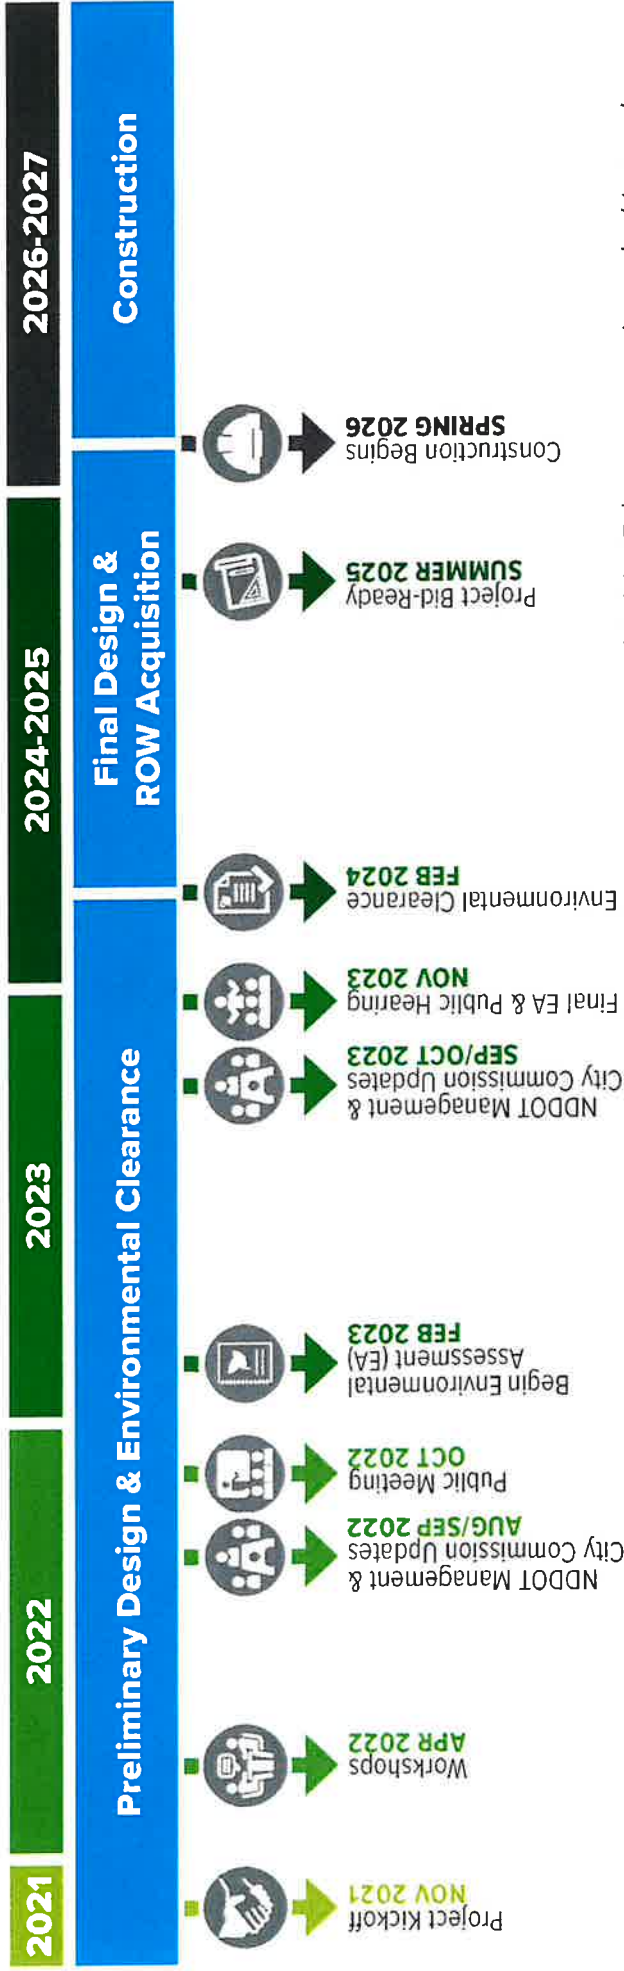 2021
2022
2023
2024-2025
2026-2027
Preliminary Design & Environmental Clearance
Final Design &
ROW Acquisition
Construction
Project Kickoff
NOV 2021
Workshops
APR 2022
NDDOT Management &
City Commission Updates
AUG/SEP 2022
Public Meeting
OCT 2022
Begin Environmental
Assessment (EA)
FEB 2023
NDDOT Management &
City Commission Updates
SEP/OCT 2023
Final EA & Public Hearing
NOV 2023
Environmental Clearance
FEB 2024
Project Bid-Ready
SUMMER 2025
Construction Begins
SPRING 2026